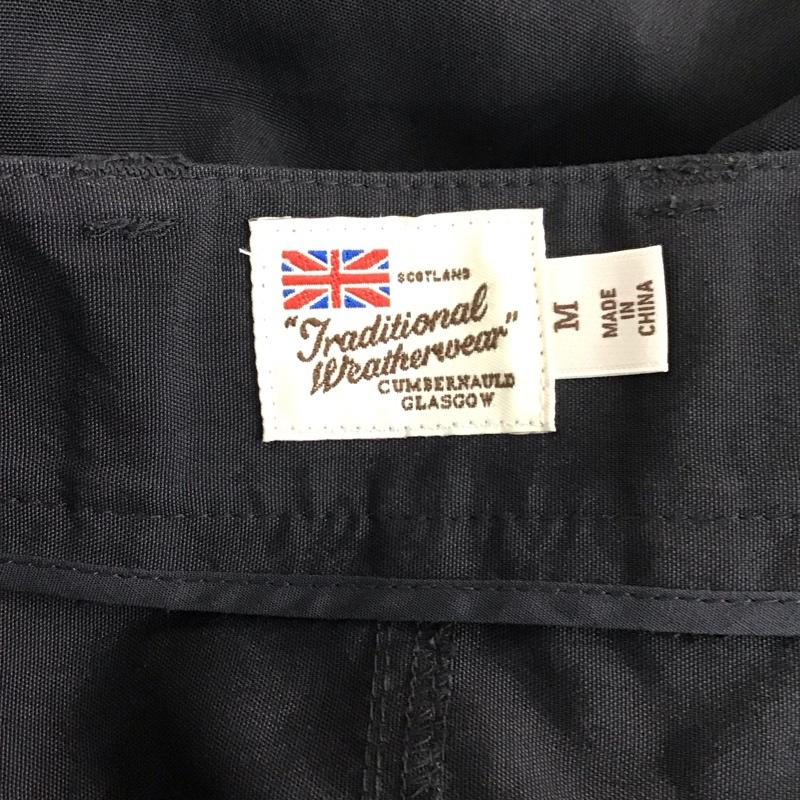 SCOTLAND
"Traditional
Weatherwear"
CUMBERNAULD
GLASGOW
M
MADE
IN
CHINA